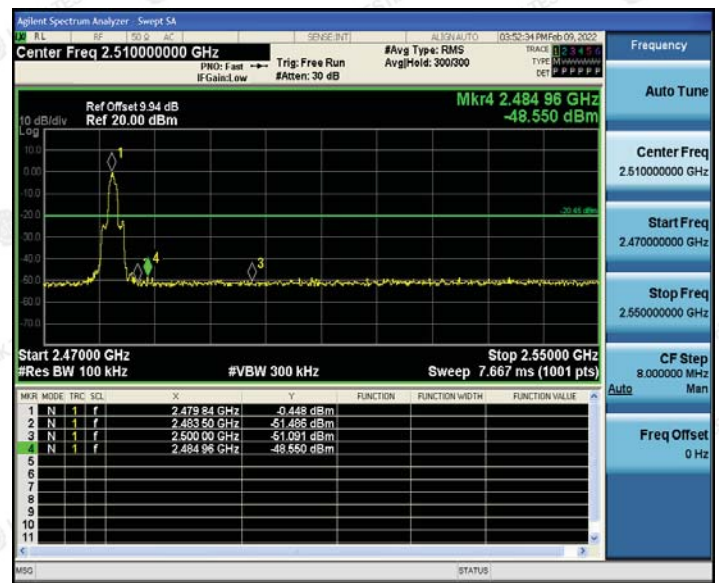 Agilent Spectrum Analyzer - Swept SA
RL RF 50 Ω AC SENSE:INT ALIGNAUTO 03:52:34 PM Feb 09, 2022
Center Freq 2.510000000 GHz
PNO: Fast
IFGain:Low
Trig: Free Run
#Atten: 30 dB
#Avg Type: RMS
Avg|Hold: 300/300
TRACE 1 2 3 4 5 6
TYPE M
DET P P P P P P
Frequency
Auto Tune
Center Freq
2.510000000 GHz
Start Freq
2.470000000 GHz
Stop Freq
2.550000000 GHz
CF Step
8.000000 MHz
Auto Man
Freq Offset
0 Hz
Mkr4 2.484 96 GHz
-48.550 dBm
Ref Offset 9.94 dB
10 dB/div Ref 20.00 dBm
Log
10.0
0.00
-10.0
-20.0
-30.0
-40.0
-50.0
-60.0
-70.0
1
4
3
-20.45 dBm
Start 2.47000 GHz Stop 2.55000 GHz
#Res BW 100 kHz #VBW 300 kHz Sweep 7.667 ms (1001 pts)
MKR MODE TRC SCL X Y FUNCTION FUNCTION WIDTH FUNCTION VALUE
1 N 1 f 2.479 84 GHz -0.448 dBm
2 N 1 f 2.483 50 GHz -51.486 dBm
3 N 1 f 2.500 00 GHz -51.091 dBm
4 N 1 f 2.484 96 GHz -48.550 dBm
5
6
7
8
9
10
11
MSG STATUS